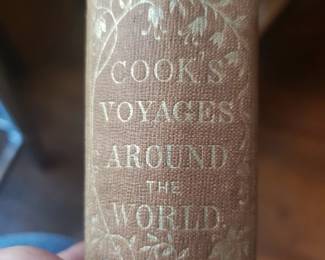 COOK'S
VOYAGES
AROUND
THE
WORLD.